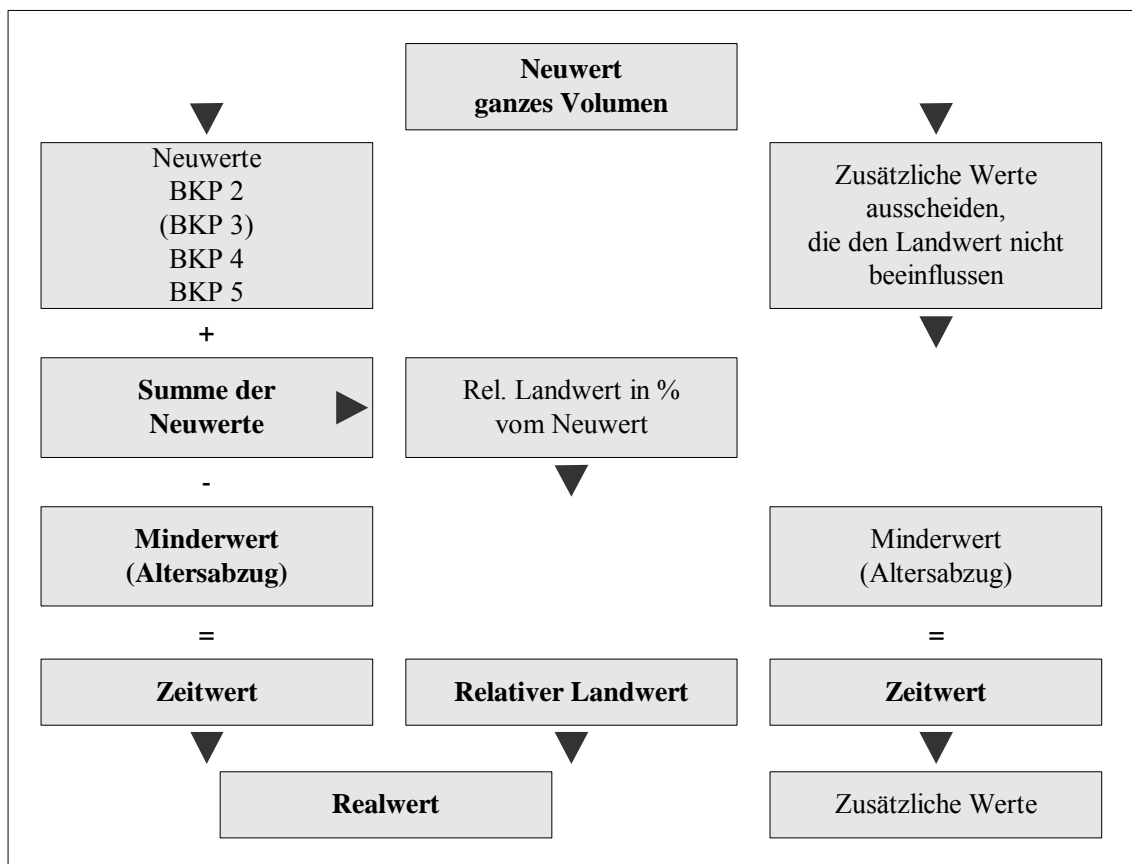 Neuwert
ganzes Volumen
Neuwerte
BKP 2
(BKP 3)
BKP 4
BKP 5
Zusätzliche Werte
ausscheiden,
die den Landwert nicht
beeinflussen
+
Summe der
Neuwerte
Rel. Landwert in %
vom Neuwert
-
Minderwert
(Altersabzug)
Minderwert
(Altersabzug)
=
=
Zeitwert
Relativer Landwert
Zeitwert
Realwert
Zusätzliche Werte